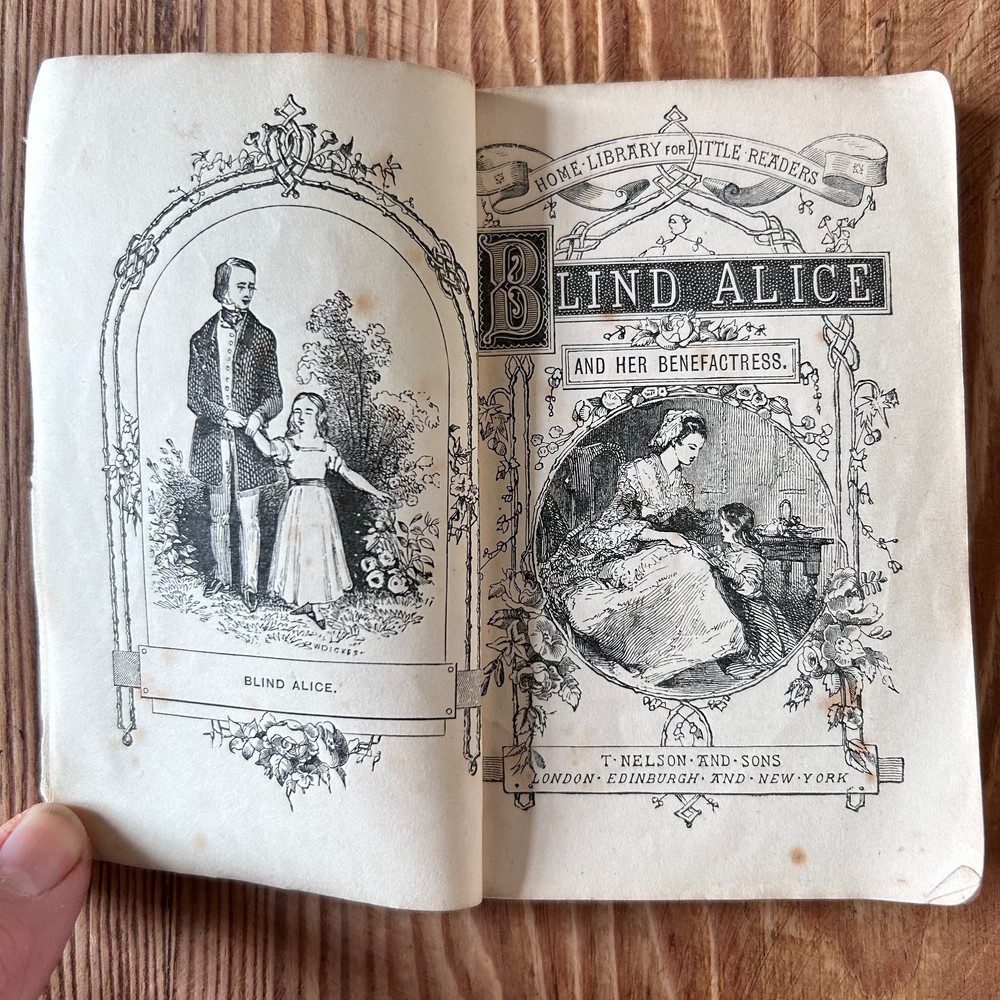 W DICKES
BLIND ALICE.
HOME · LIBRARY FOR LITTLE · READERS
BLIND ALICE
AND HER BENEFACTRESS.
T · NELSON · AND · SONS
LONDON · EDINBURGH · AND · NEW · YORK